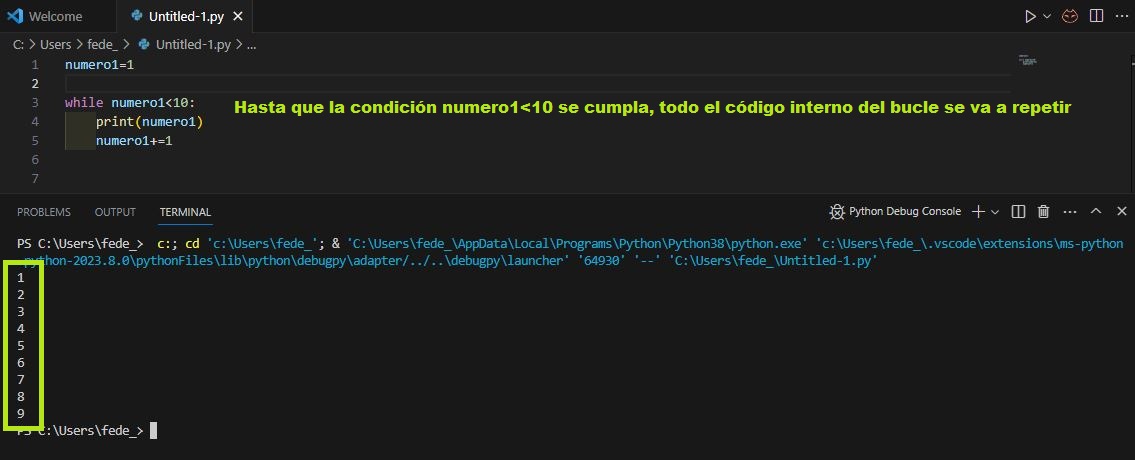 Welcome
Untitled-1.py
C: > Users > fede_ > Untitled-1.py > ...
1 numero1=1
2
3 while numero1<10:
Hasta que la condición numero1<10 se cumpla, todo el código interno del bucle se va a repetir
4 print(numero1)
5 numero1+=1
6
7
PROBLEMS OUTPUT TERMINAL
Python Debug Console
PS C:\Users\fede_> c:; cd 'c:\Users\fede_'; & 'C:\Users\fede_\AppData\Local\Programs\Python\Python38\python.exe' 'c:\Users\fede_\.vscode\extensions\ms-python
python-2023.8.0\pythonFiles\lib\python\debugpy\adapter/../..\debugpy\launcher' '64930' '--' 'C:\Users\fede_\Untitled-1.py'
1
2
3
4
5
6
7
8
9
PS C:\Users\fede_>